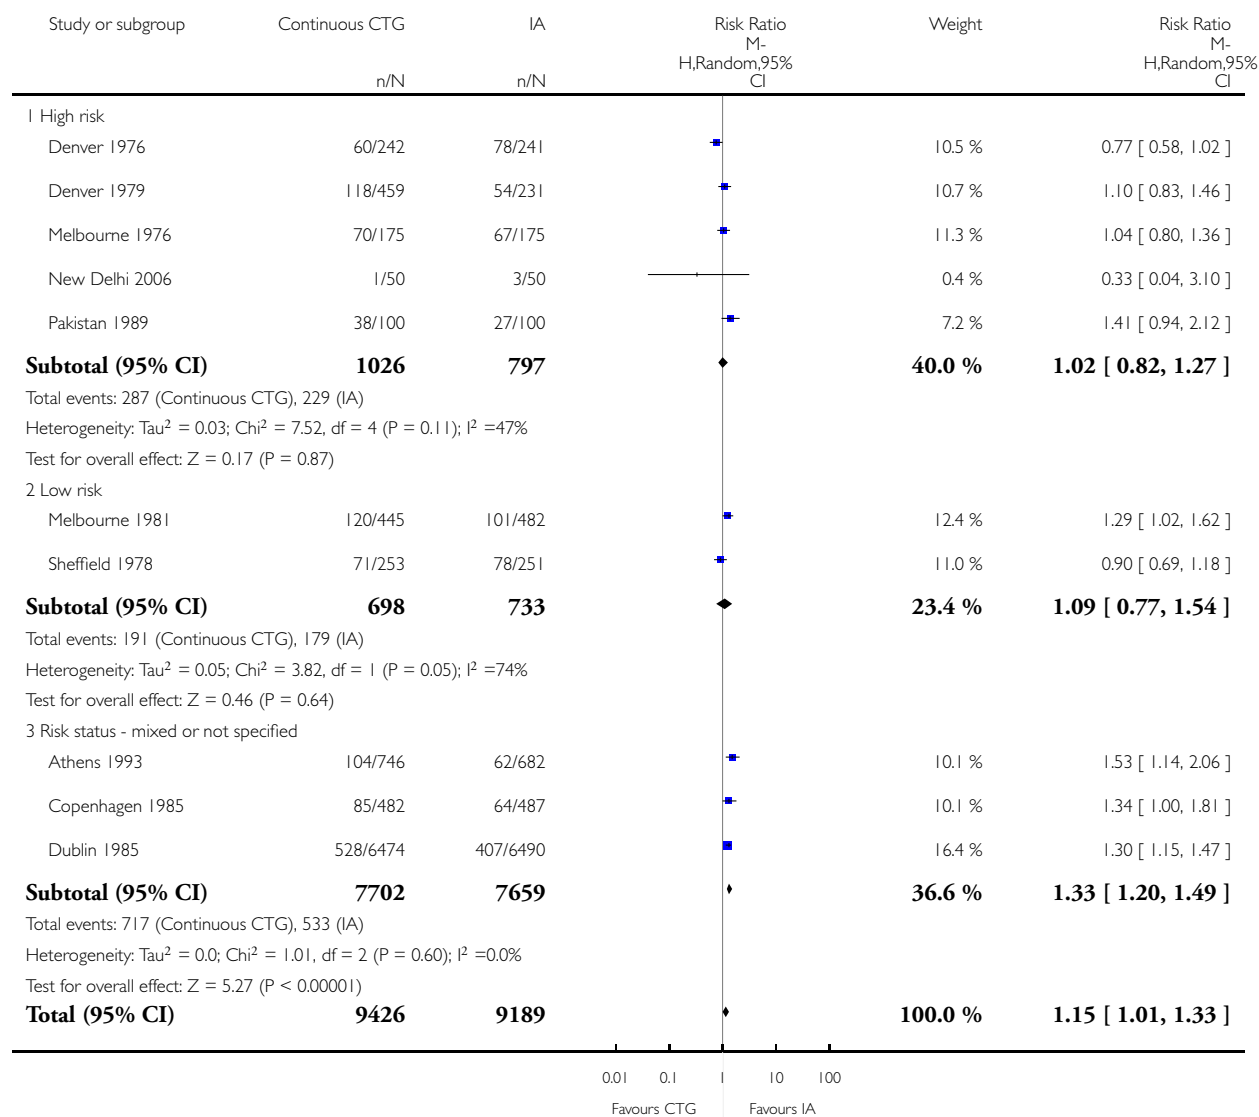 Study or subgroup Continuous CTG IA Risk Ratio Weight Risk Ratio
M- M-
H,Random,95% H,Random,95%
n/N n/N CI CI
1 High risk
Denver 1976 60/242 78/241 10.5 % 0.77 [ 0.58, 1.02 ]
Denver 1979 118/459 54/231 10.7 % 1.10 [ 0.83, 1.46 ]
Melbourne 1976 70/175 67/175 11.3 % 1.04 [ 0.80, 1.36 ]
New Delhi 2006 1/50 3/50 0.4 % 0.33 [ 0.04, 3.10 ]
Pakistan 1989 38/100 27/100 7.2 % 1.41 [ 0.94, 2.12 ]
Subtotal (95% CI) 1026 797 40.0 % 1.02 [ 0.82, 1.27 ]
Total events: 287 (Continuous CTG), 229 (IA)
Heterogeneity: Tau² = 0.03; Chi² = 7.52, df = 4 (P = 0.11); I² =47%
Test for overall effect: Z = 0.17 (P = 0.87)
2 Low risk
Melbourne 1981 120/445 101/482 12.4 % 1.29 [ 1.02, 1.62 ]
Sheffield 1978 71/253 78/251 11.0 % 0.90 [ 0.69, 1.18 ]
Subtotal (95% CI) 698 733 23.4 % 1.09 [ 0.77, 1.54 ]
Total events: 191 (Continuous CTG), 179 (IA)
Heterogeneity: Tau² = 0.05; Chi² = 3.82, df = 1 (P = 0.05); I² =74%
Test for overall effect: Z = 0.46 (P = 0.64)
3 Risk status - mixed or not specified
Athens 1993 104/746 62/682 10.1 % 1.53 [ 1.14, 2.06 ]
Copenhagen 1985 85/482 64/487 10.1 % 1.34 [ 1.00, 1.81 ]
Dublin 1985 528/6474 407/6490 16.4 % 1.30 [ 1.15, 1.47 ]
Subtotal (95% CI) 7702 7659 36.6 % 1.33 [ 1.20, 1.49 ]
Total events: 717 (Continuous CTG), 533 (IA)
Heterogeneity: Tau² = 0.0; Chi² = 1.01, df = 2 (P = 0.60); I² =0.0%
Test for overall effect: Z = 5.27 (P < 0.00001)
Total (95% CI) 9426 9189 100.0 % 1.15 [ 1.01, 1.33 ]
0.01 0.1 1 10 100
Favours CTG Favours IA